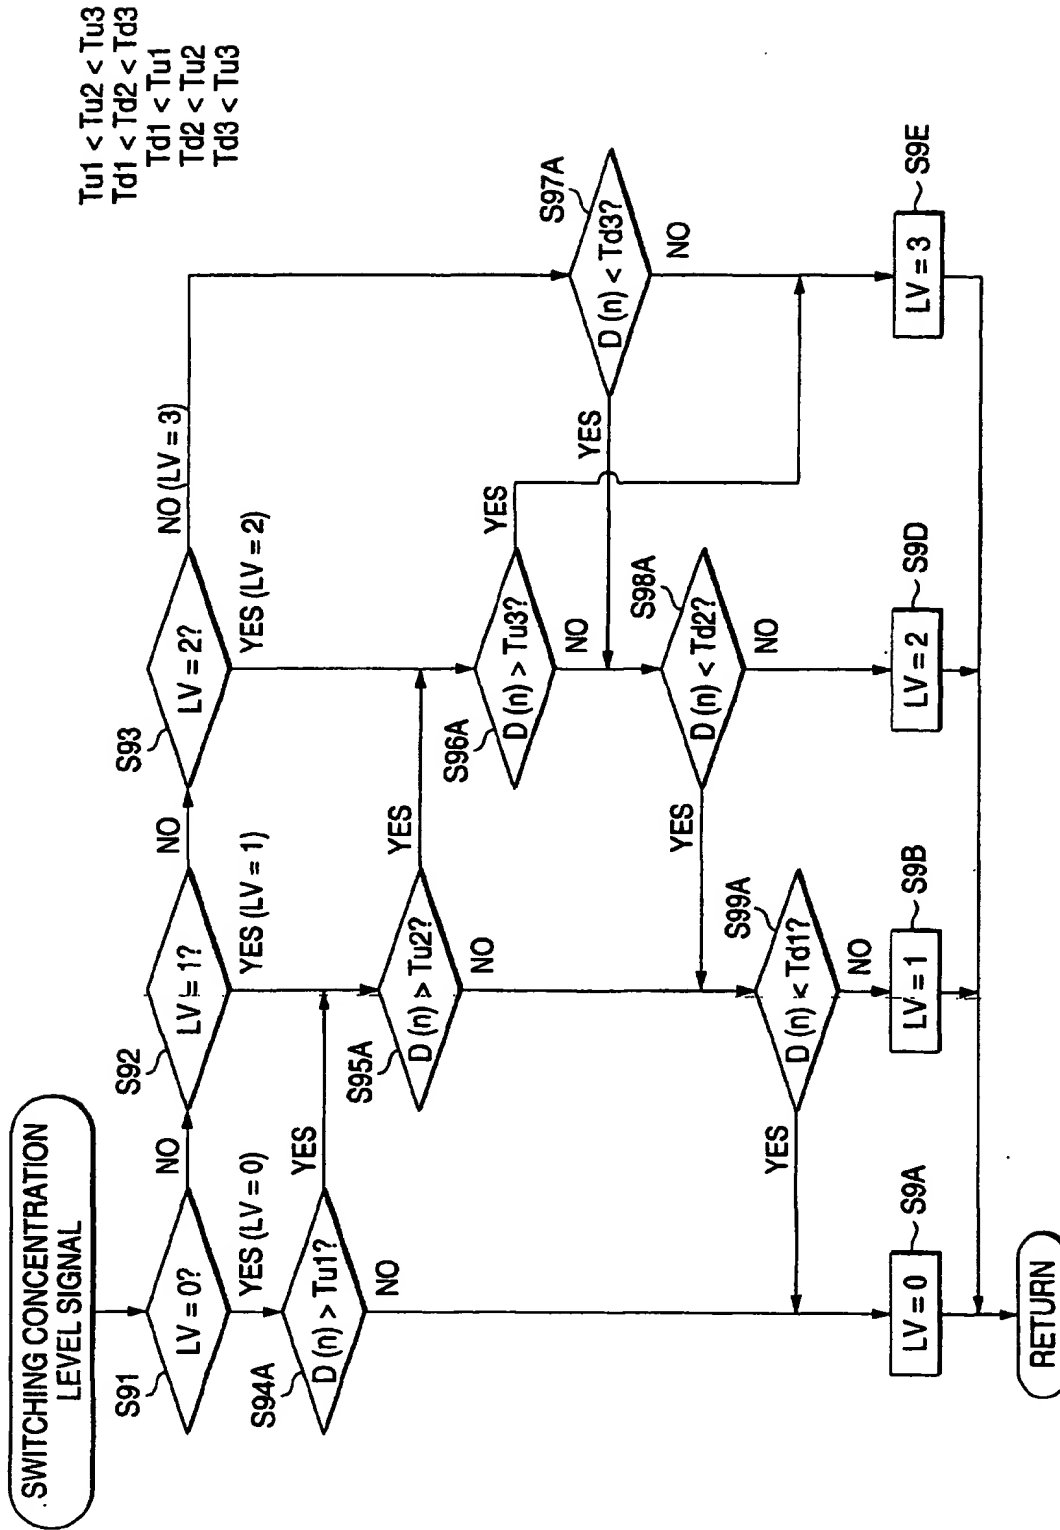 SWITCHING CONCENTRATION
LEVEL SIGNAL
Tu1 < Tu2 < Tu3
Td1 < Td2 < Td3
Td1 < Tu1
Td2 < Tu2
Td3 < Tu3
S91
LV = 0?
NO
YES (LV = 0)
S92
LV = 1?
NO
YES (LV = 1)
S93
LV = 2?
NO (LV = 3)
YES (LV = 2)
S94A
D (n) > Tu1?
YES
NO
S95A
D (n) > Tu2?
YES
NO
S96A
D (n) > Tu3?
YES
NO
S97A
D (n) < Td3?
YES
NO
S98A
D (n) < Td2?
YES
NO
S99A
D (n) < Td1?
YES
NO
LV = 0
S9A
LV = 1
S9B
LV = 2
S9D
LV = 3
S9E
RETURN